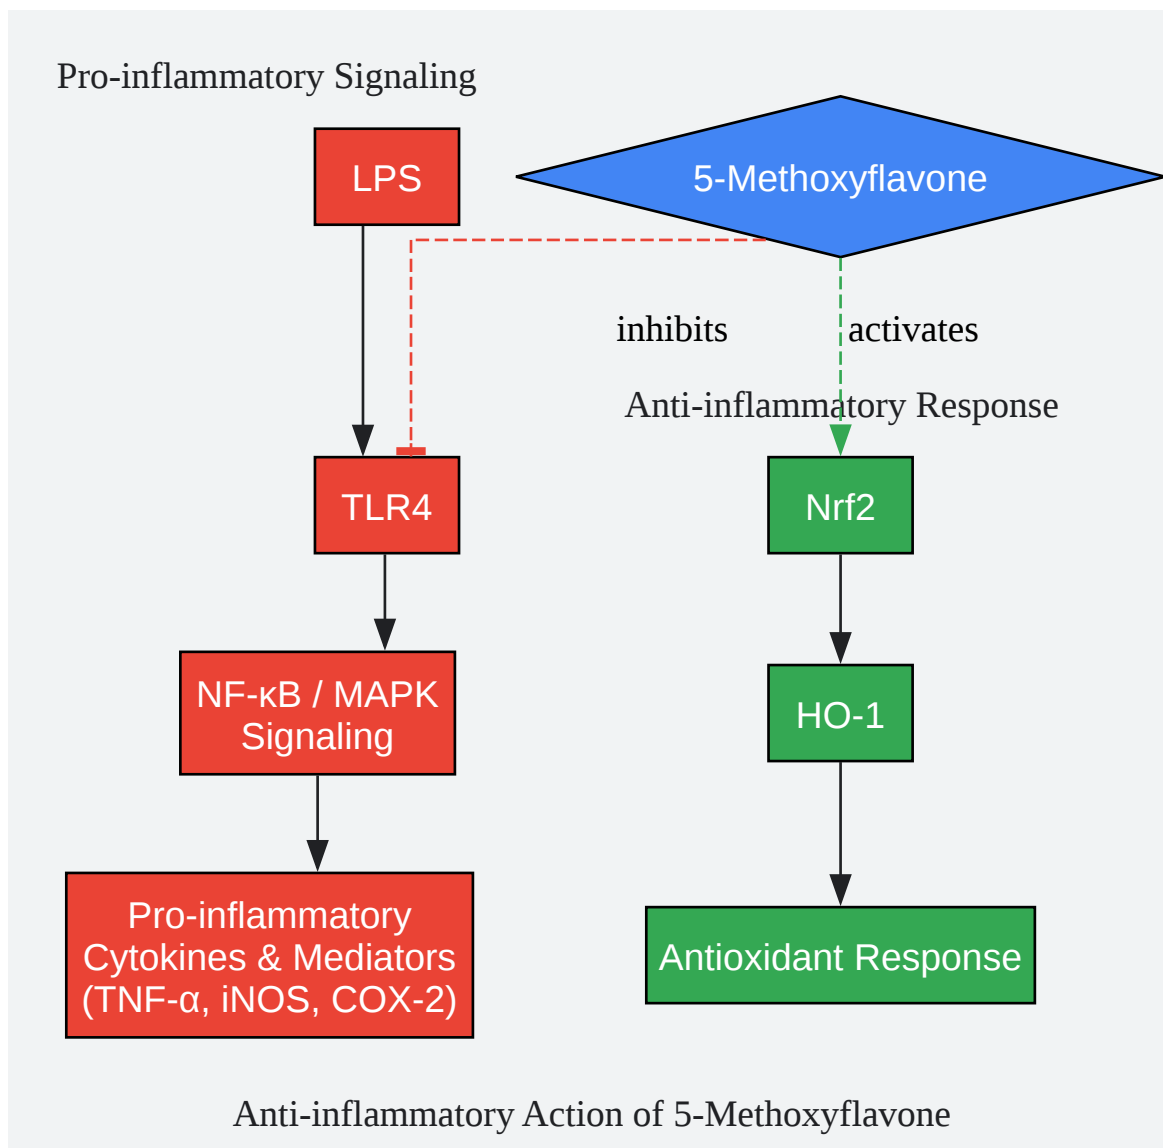 Pro-inflammatory Signaling
LPS
5-Methoxyflavone
inhibits
activates
Anti-inflammatory Response
TLR4
Nrf2
NF-κB / MAPK
Signaling
HO-1
Pro-inflammatory
Cytokines & Mediators
(TNF-α, iNOS, COX-2)
Antioxidant Response
Anti-inflammatory Action of 5-Methoxyflavone